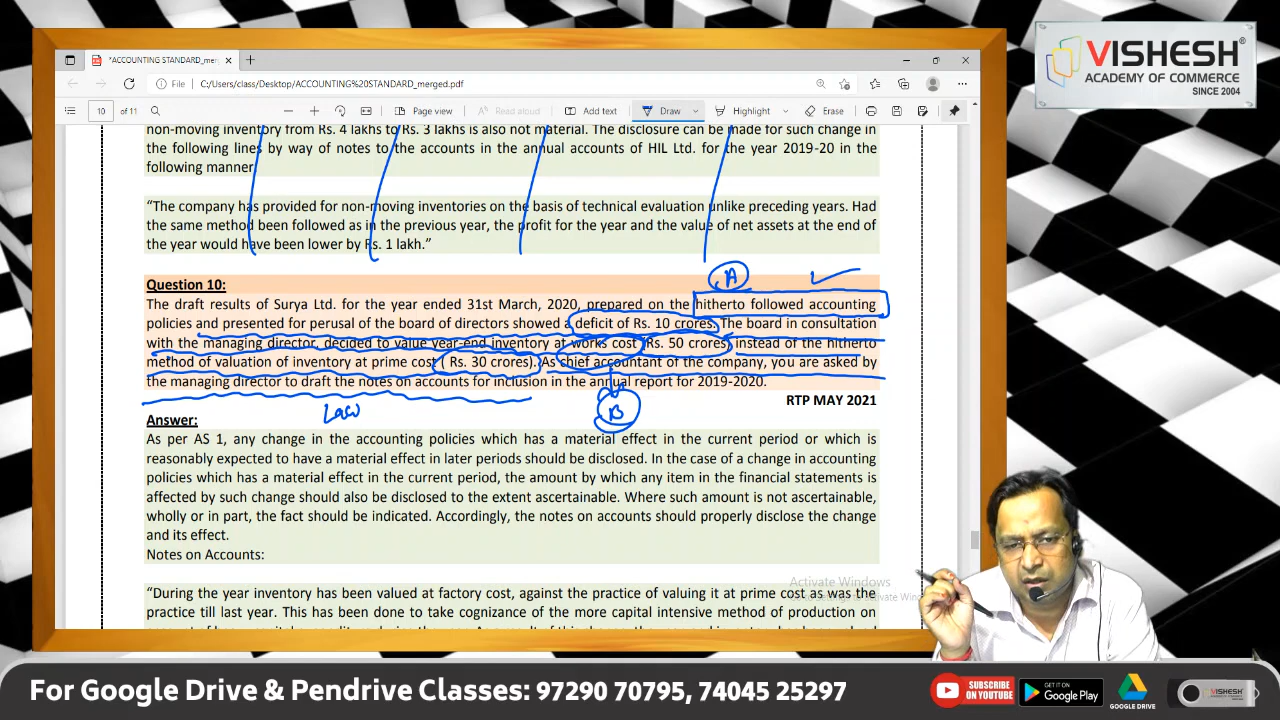 VISHESH®
ACADEMY OF COMMERCE
SINCE 2004
*ACCOUNTING STANDARD_mer
File
C:/Users/class/Desktop/ACCOUNTING%20STANDARD_merged.pdf
10 of 11
Page view
Read aloud
Add text
Draw
Highlight
Erase
non-moving inventory from Rs. 4 lakhs to Rs. 3 lakhs is also not material. The disclosure can be made for such change in
the following lines by way of notes to the accounts in the annual accounts of HIL Ltd. for the year 2019-20 in the
following manner.
“The company has provided for non-moving inventories on the basis of technical evaluation unlike preceding years. Had
the same method been followed as in the previous year, the profit for the year and the value of net assets at the end of
the year would have been lower by Rs. 1 lakh.”
A
Question 10:
The draft results of Surya Ltd. for the year ended 31st March, 2020, prepared on the hitherto followed accounting
policies and presented for perusal of the board of directors showed a deficit of Rs. 10 crores. The board in consultation
with the managing director, decided to value year-end inventory at works cost (Rs. 50 crores) instead of the hitherto
method of valuation of inventory at prime cost (Rs. 30 crores). As chief accountant of the company, you are asked by
the managing director to draft the notes on accounts for inclusion in the annual report for 2019-2020.
RTP MAY 2021
Law
B
Answer:
As per AS 1, any change in the accounting policies which has a material effect in the current period or which is
reasonably expected to have a material effect in later periods should be disclosed. In the case of a change in accounting
policies which has a material effect in the current period, the amount by which any item in the financial statements is
affected by such change should also be disclosed to the extent ascertainable. Where such amount is not ascertainable,
wholly or in part, the fact should be indicated. Accordingly, the notes on accounts should properly disclose the change
and its effect.
Notes on Accounts:
Activate Windows
“During the year inventory has been valued at factory cost, against the practice of valuing it at prime cost as was the
practice till last year. This has been done to take cognizance of the more capital intensive method of production on
For Google Drive & Pendrive Classes: 97290 70795, 74045 25297
SUBSCRIBE
ON YOUTUBE
GET IT ON
Google Play
GOOGLE DRIVE
VISHESH